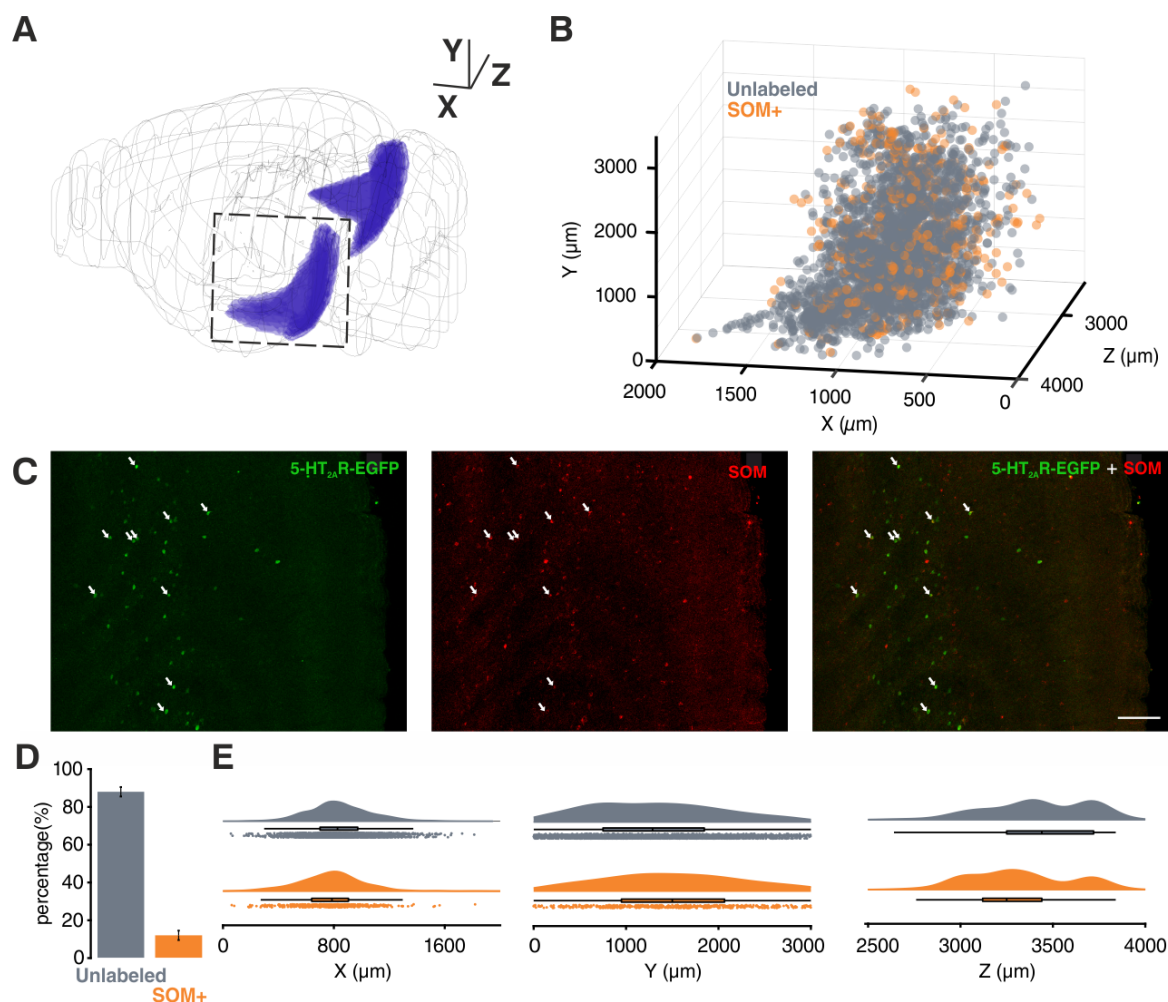 A
Y
Z
X
B
Unlabeled
SOM+
3000
2000
1000
0
Y (µm)
2000
1500
1000
500
0
X (µm)
3000
4000
Z (µm)
C
5-HT2AR-EGFP
SOM
5-HT2AR-EGFP + SOM
D
100
80
60
40
20
0
percentage(%)
Unlabeled
SOM+
E
0 800 1600
X (µm)
0 1000 2000 3000
Y (µm)
2500 3000 3500 4000
Z (µm)